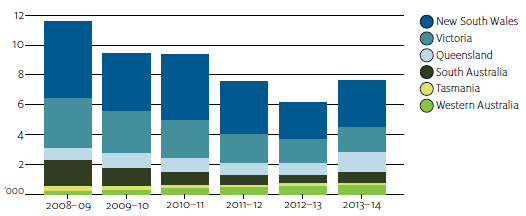 12
10
8
6
4
2
'000
2008–09 2009–10 2010–11 2011–12 2012–13 2013–14
New South Wales
Victoria
Queensland
South Australia
Tasmania
Western Australia